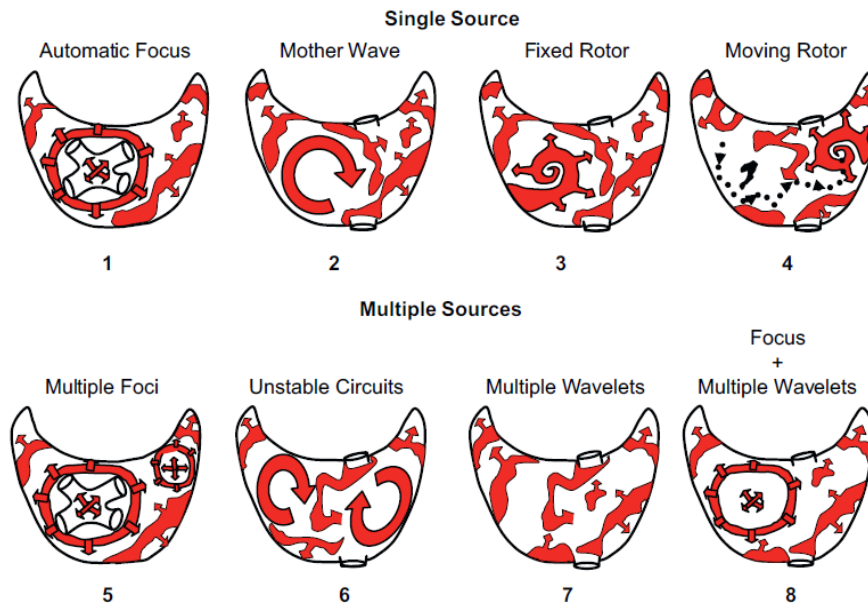 Single Source
Automatic Focus
Mother Wave
Fixed Rotor
Moving Rotor
1
2
3
4
Multiple Sources
Multiple Foci
Unstable Circuits
Multiple Wavelets
Focus
+
Multiple Wavelets
5
6
7
8